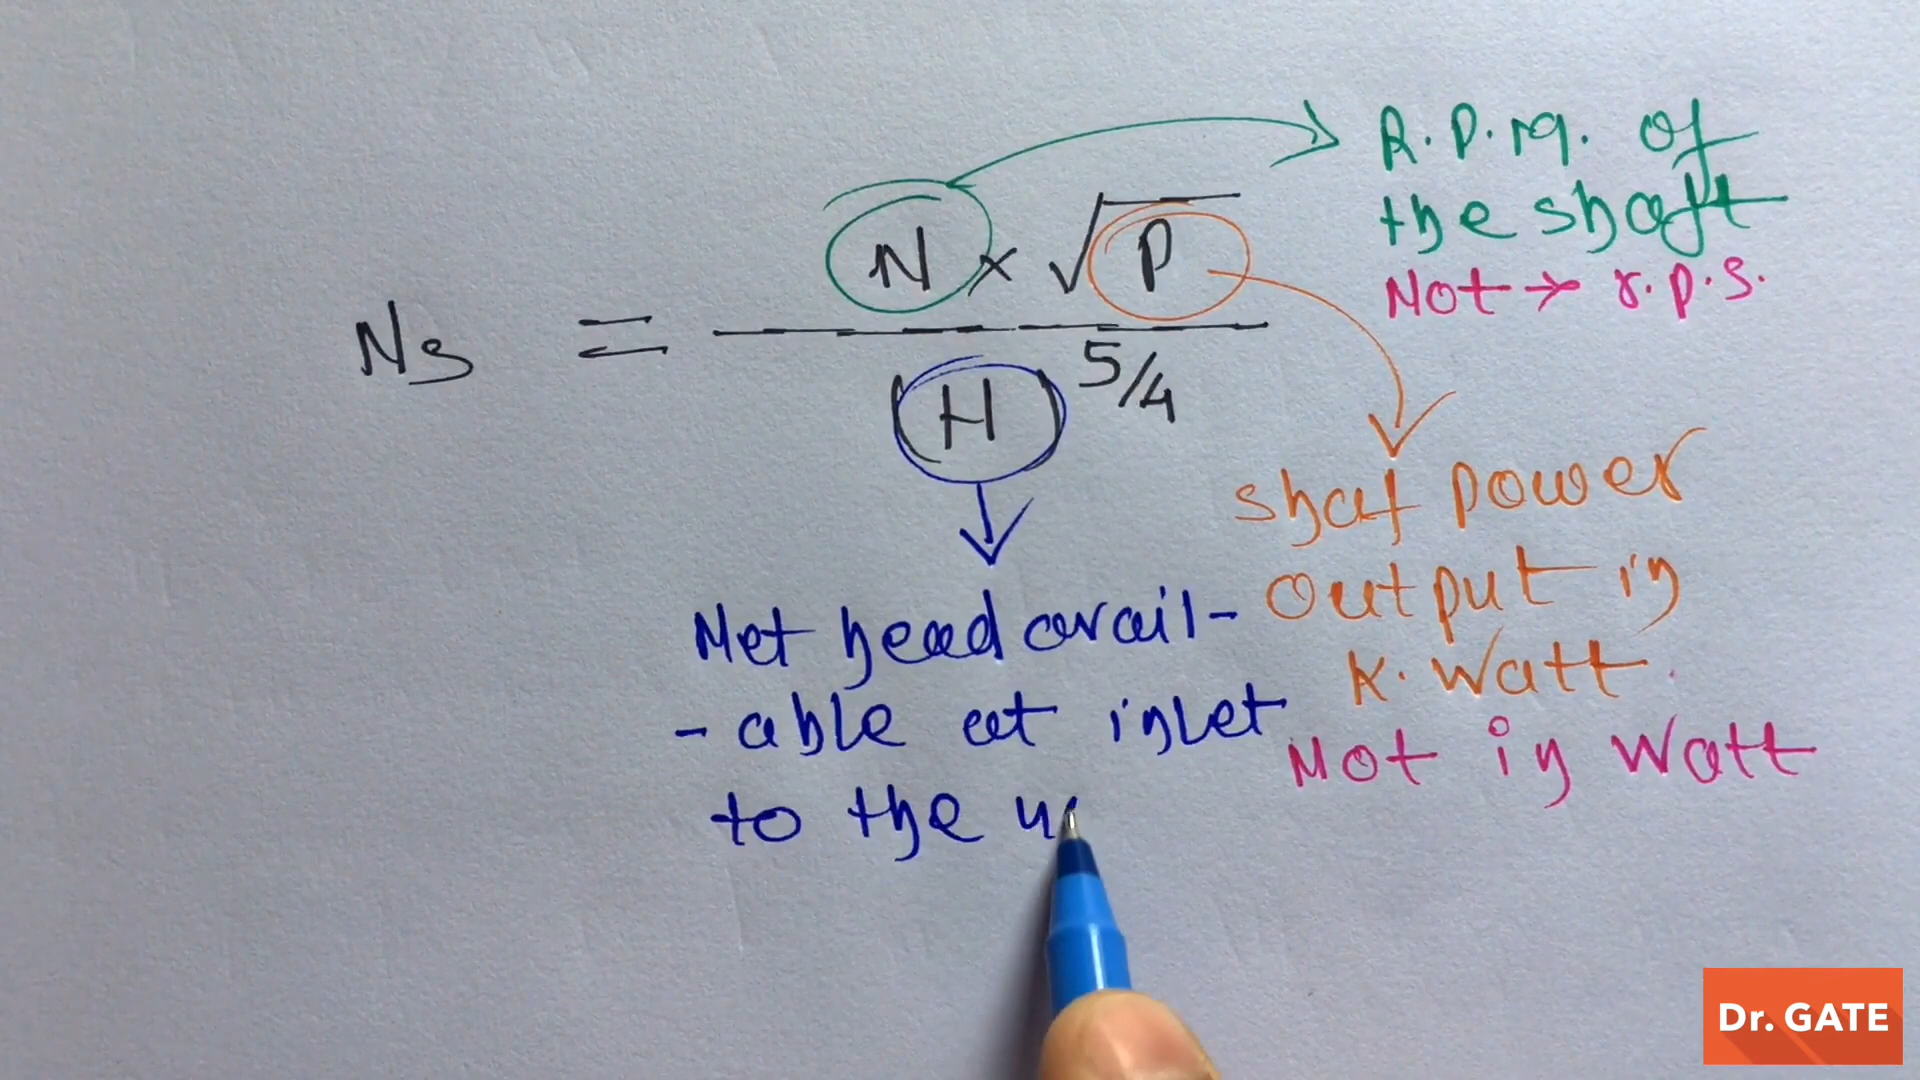 Ns = N × √P
(H) 5/4
R.P.M. of
the shaft
Not → r.p.s.
Shaf power
output in
K. Watt
Not in Watt
Net head avail-
-able at inlet
to the
Dr. GATE